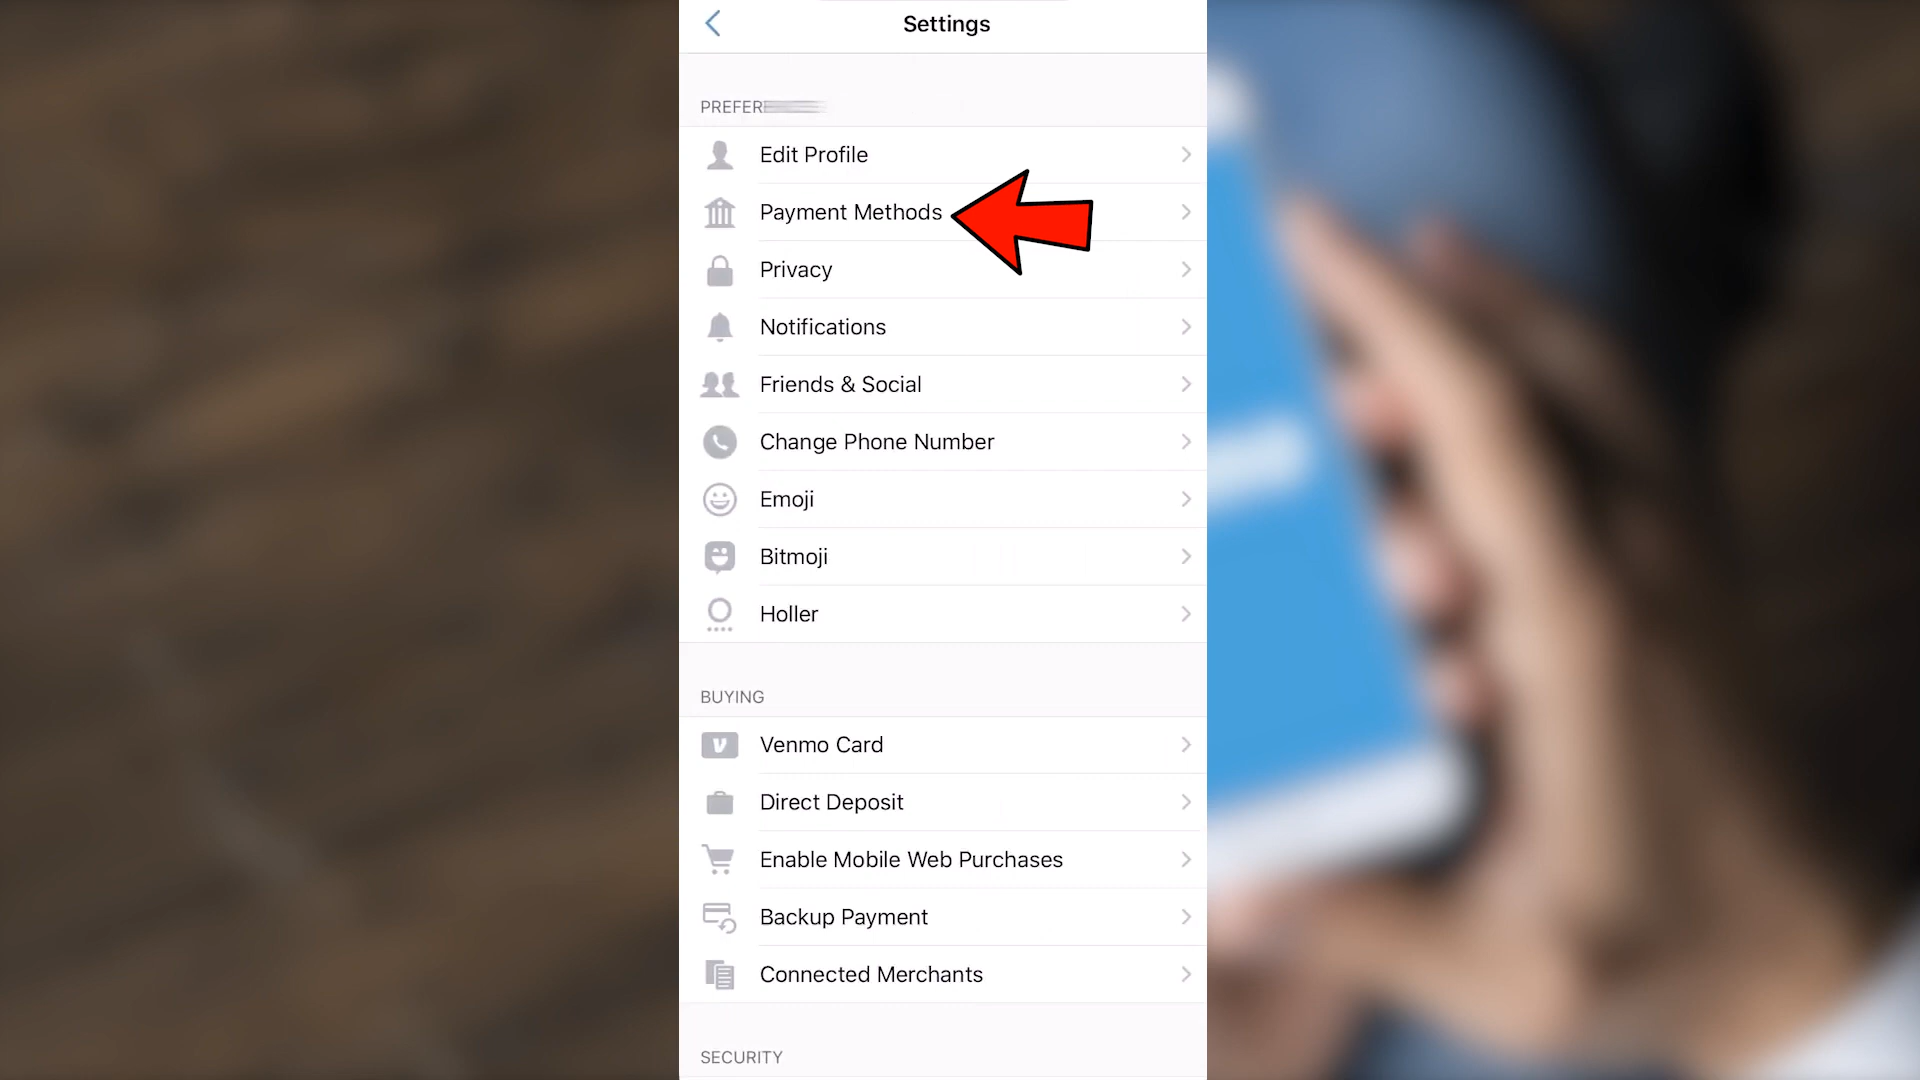 Settings
Edit Profile
Payment Methods
Privacy
Notifications
Friends & Social
Change Phone Number
Emoji
Bitmoji
Holler
BUYING
Venmo Card
Direct Deposit
Enable Mobile Web Purchases
Backup Payment
Connected Merchants
SECURITY